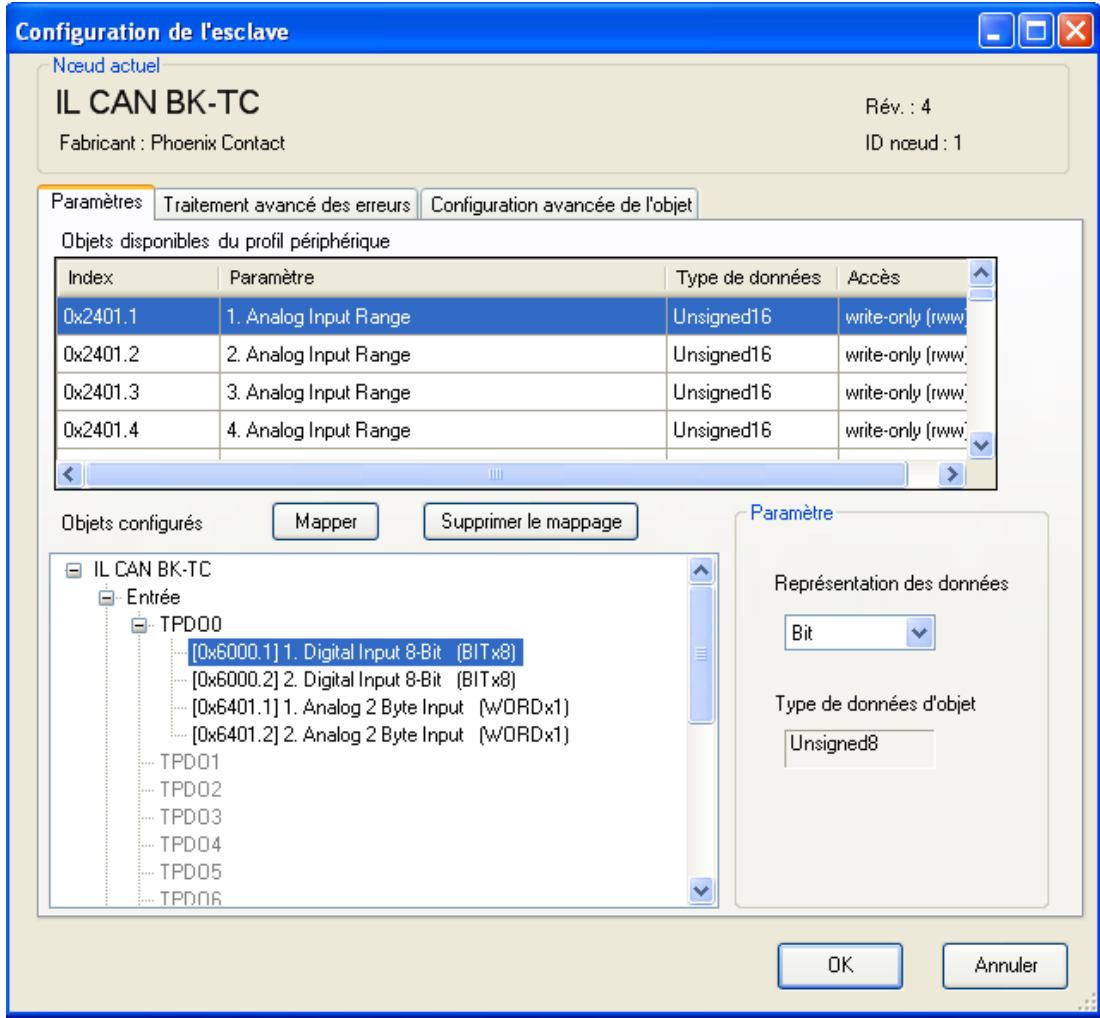 Configuration de l'esclave
Nœud actuel
IL CAN BK-TC
Rév. : 4
Fabricant : Phoenix Contact
ID nœud : 1
Paramètres
Traitement avancé des erreurs
Configuration avancée de l'objet
Objets disponibles du profil périphérique
Index Paramètre Type de données Accès
0x2401.1 1. Analog Input Range Unsigned16 write-only (rww)
0x2401.2 2. Analog Input Range Unsigned16 write-only (rww)
0x2401.3 3. Analog Input Range Unsigned16 write-only (rww)
0x2401.4 4. Analog Input Range Unsigned16 write-only (rww)
Objets configurés
Mapper
Supprimer le mappage
Paramètre
IL CAN BK-TC
Entrée
TPDO0
[0x6000.1] 1. Digital Input 8-Bit (BITx8)
[0x6000.2] 2. Digital Input 8-Bit (BITx8)
[0x6401.1] 1. Analog 2 Byte Input (WORDx1)
[0x6401.2] 2. Analog 2 Byte Input (WORDx1)
TPDO1
TPDO2
TPDO3
TPDO4
TPDO5
TPDO6
Représentation des données
Bit
Type de données d'objet
Unsigned8
OK
Annuler